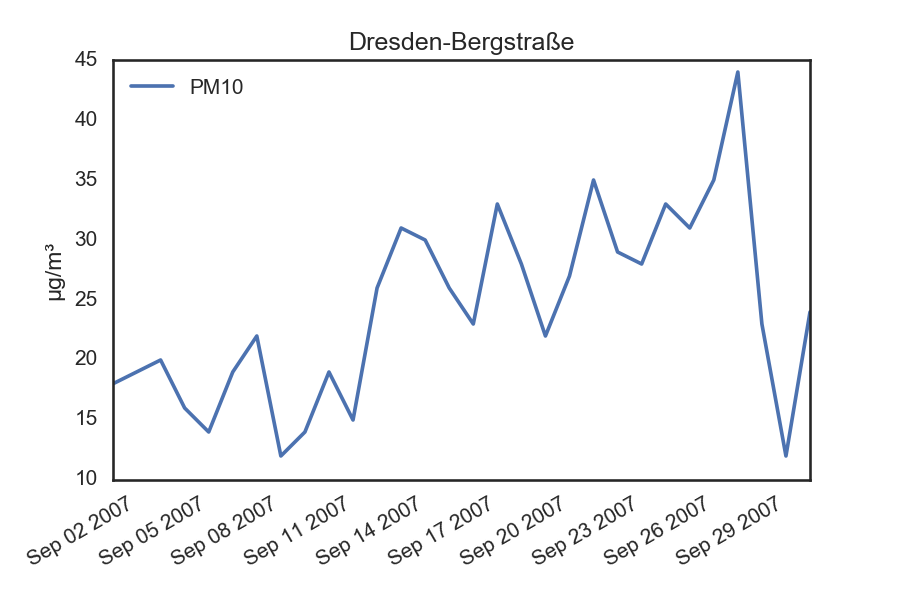 Dresden-Bergstraße
PM10
µg/m³
45
40
35
30
25
20
15
10
Sep 02 2007
Sep 05 2007
Sep 08 2007
Sep 11 2007
Sep 14 2007
Sep 17 2007
Sep 20 2007
Sep 23 2007
Sep 26 2007
Sep 29 2007